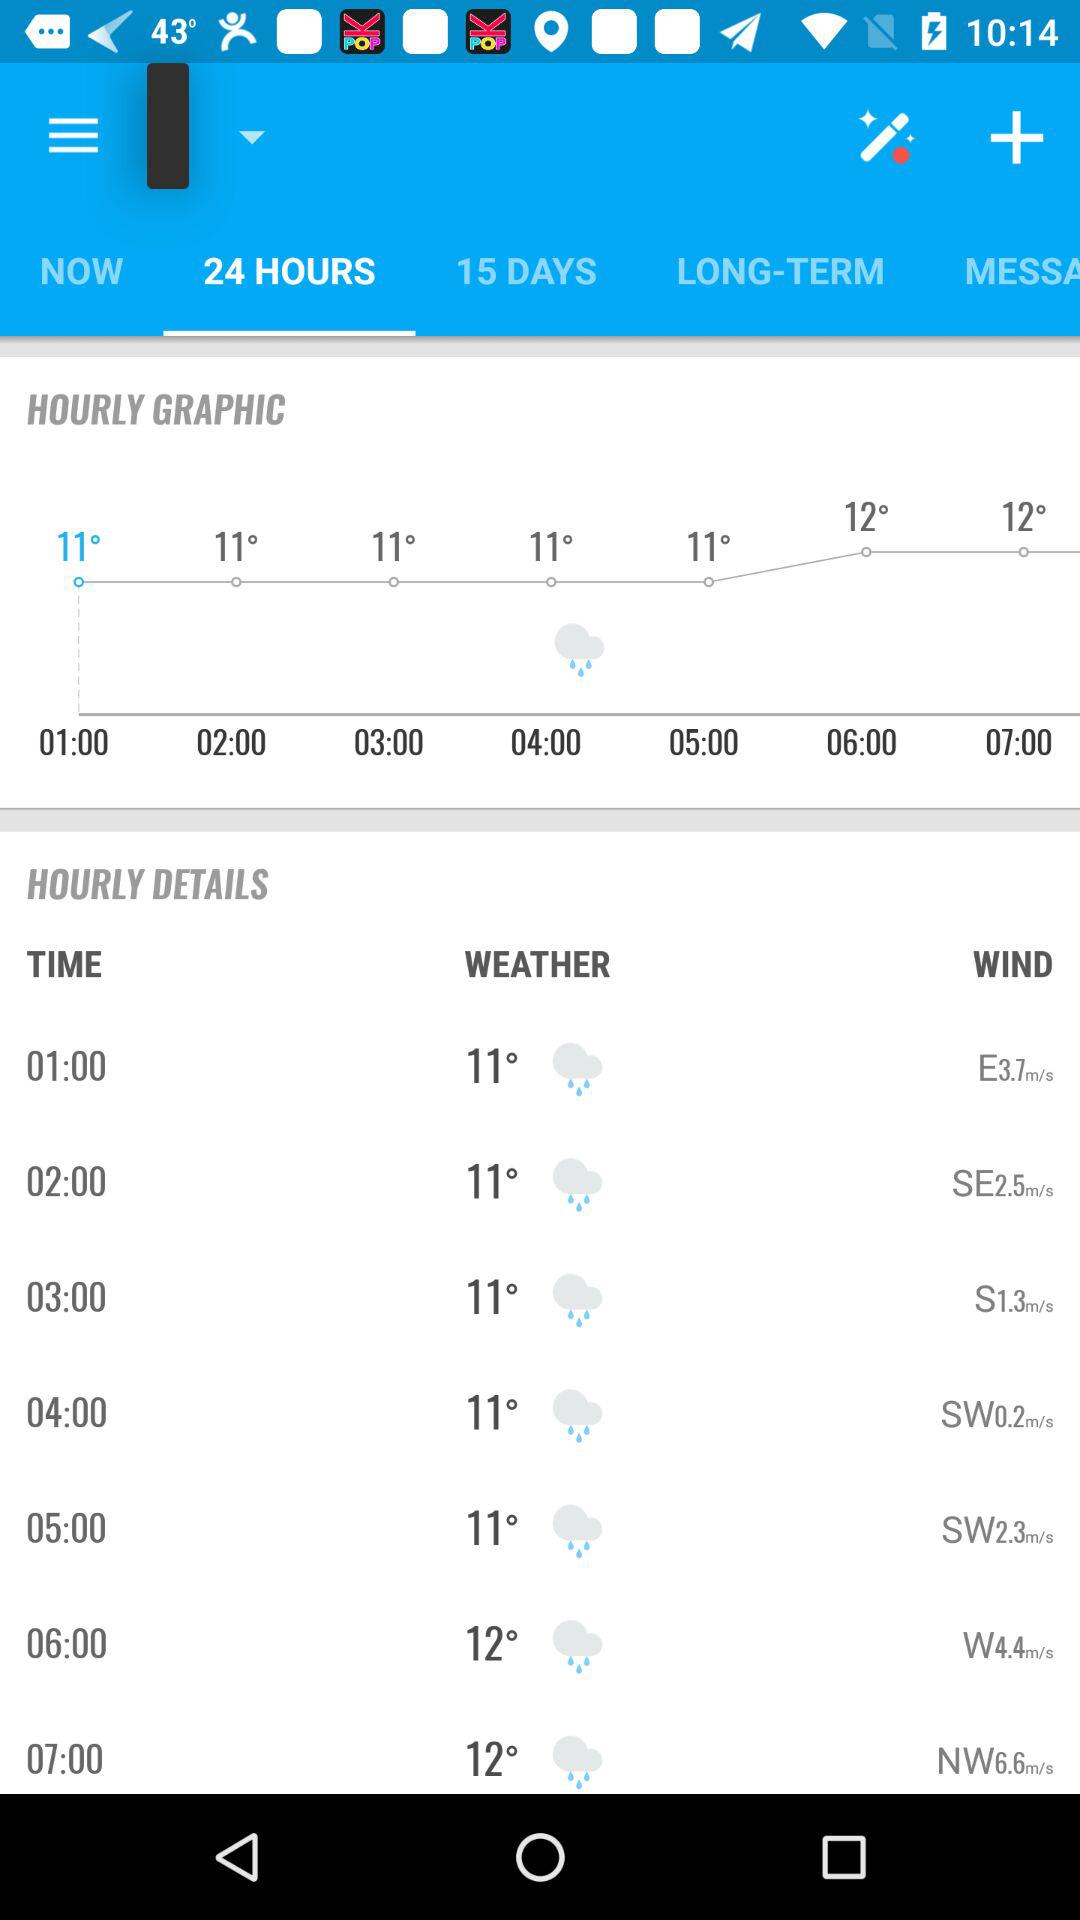 43° POP POP 10:14
NOW 24 HOURS 15 DAYS LONG-TERM MESSA
HOURLY GRAPHIC
11° 11° 11° 11° 11° 12° 12°
01:00 02:00 03:00 04:00 05:00 06:00 07:00
HOURLY DETAILS
TIME WEATHER WIND
01:00 11° E3.7m/s
02:00 11° SE2.5m/s
03:00 11° S1.3m/s
04:00 11° SW0.2m/s
05:00 11° SW2.3m/s
06:00 12° W4.4m/s
07:00 12° NW6.6m/s